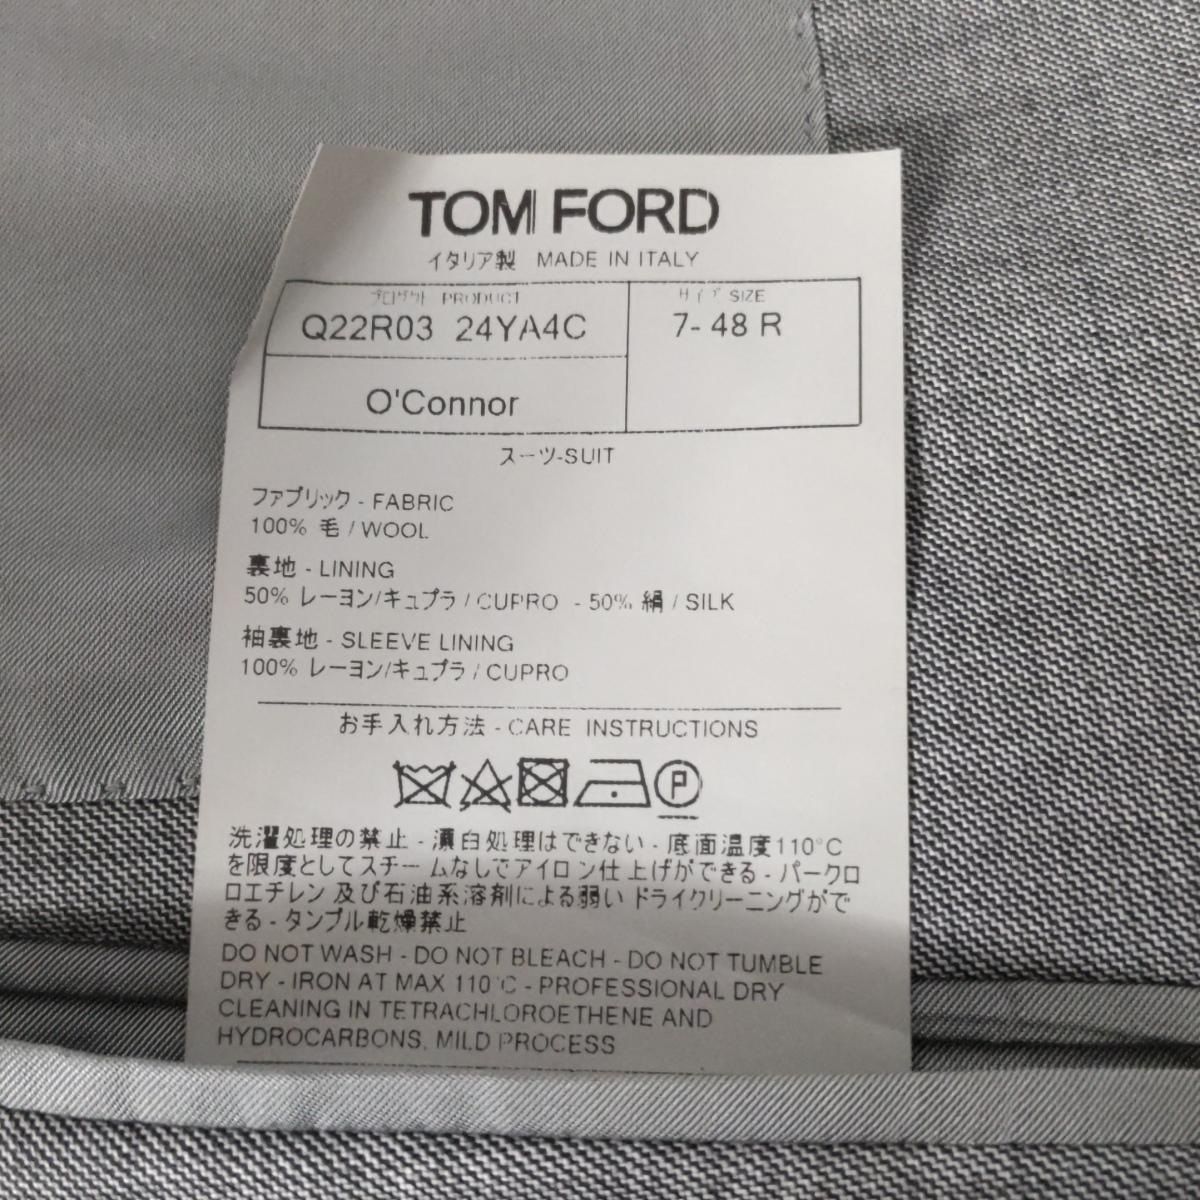 TOM FORD
イタリア製 MADE IN ITALY
プロダクト PRODUCT
サイズ SIZE
Q22R03 24YA4C
7- 48 R
O'Connor
スーツ-SUIT
ファブリック - FABRIC
100% 毛 / WOOL
裏地 - LINING
50% レーヨン/キュプラ / CUPRO - 50% 絹 / SILK
袖裏地 - SLEEVE LINING
100% レーヨン/キュプラ / CUPRO
お手入れ方法 - CARE INSTRUCTIONS
P
洗濯処理の禁止 - 漂白処理はできない - 底面温度110°C
を限度としてスチームなしでアイロン仕上げができる - パークロ
ロエチレン及び石油系溶剤による弱いドライクリーニングがで
きる - タンブル乾燥禁止
DO NOT WASH - DO NOT BLEACH - DO NOT TUMBLE
DRY - IRON AT MAX 110°C - PROFESSIONAL DRY
CLEANING IN TETRACHLOROETHENE AND
HYDROCARBONS, MILD PROCESS